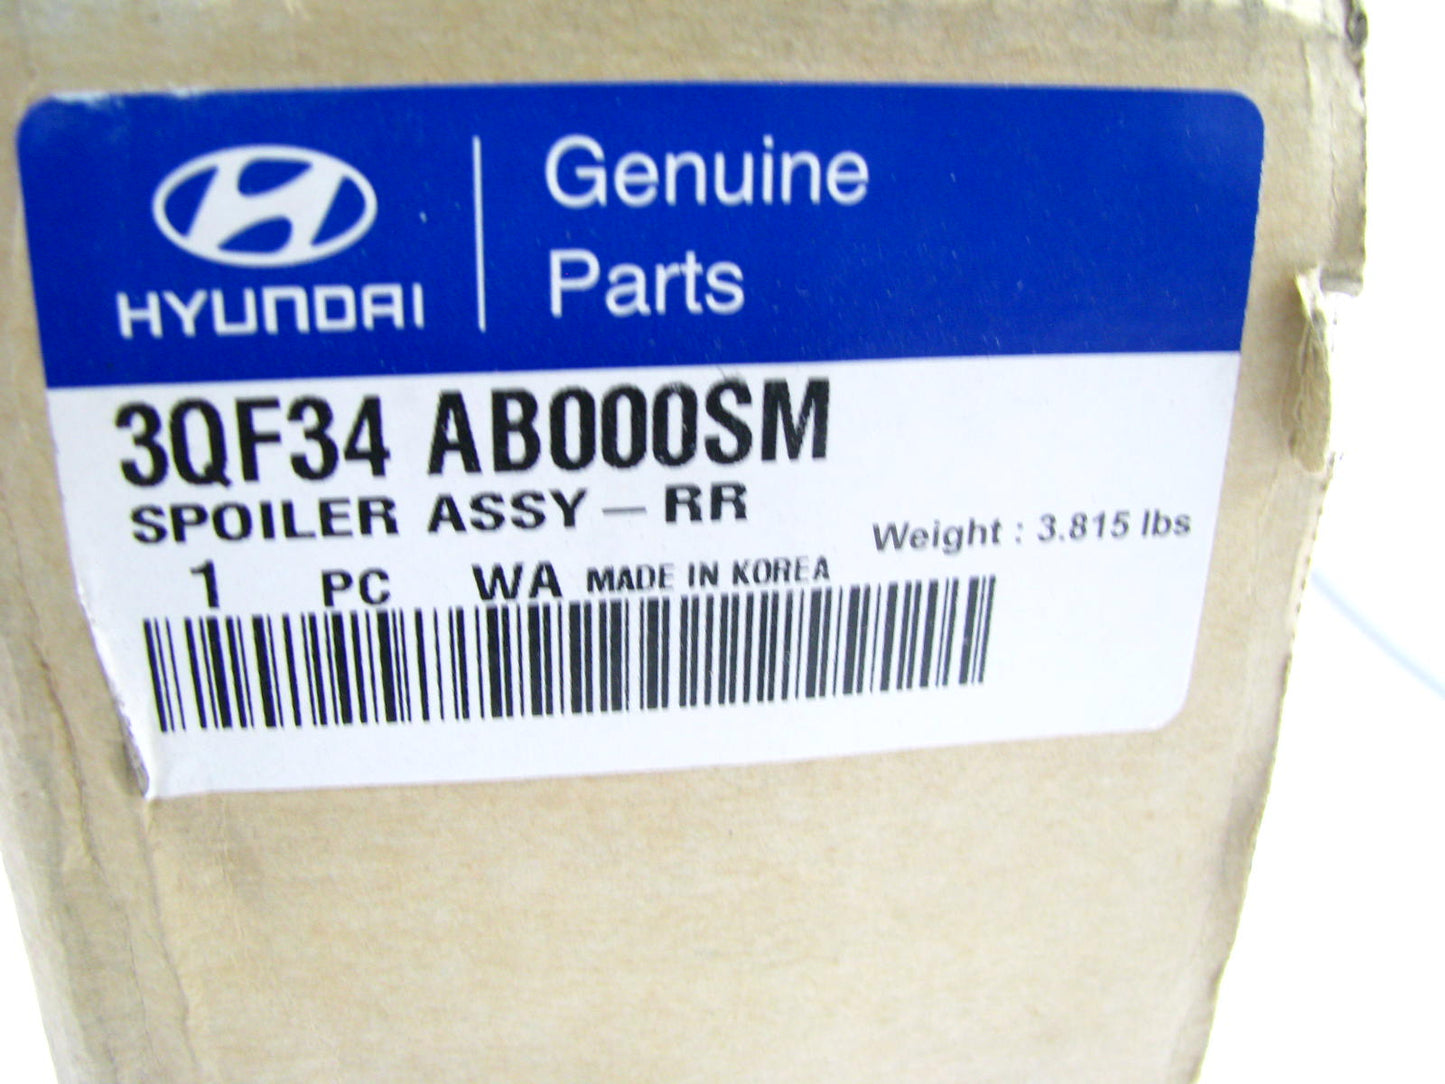 HYUNDAI
Genuine
Parts
3QF34 AB000SM
SPOILER ASSY-RR
Weight : 3.815 lbs
1 PC WA MADE IN KOREA